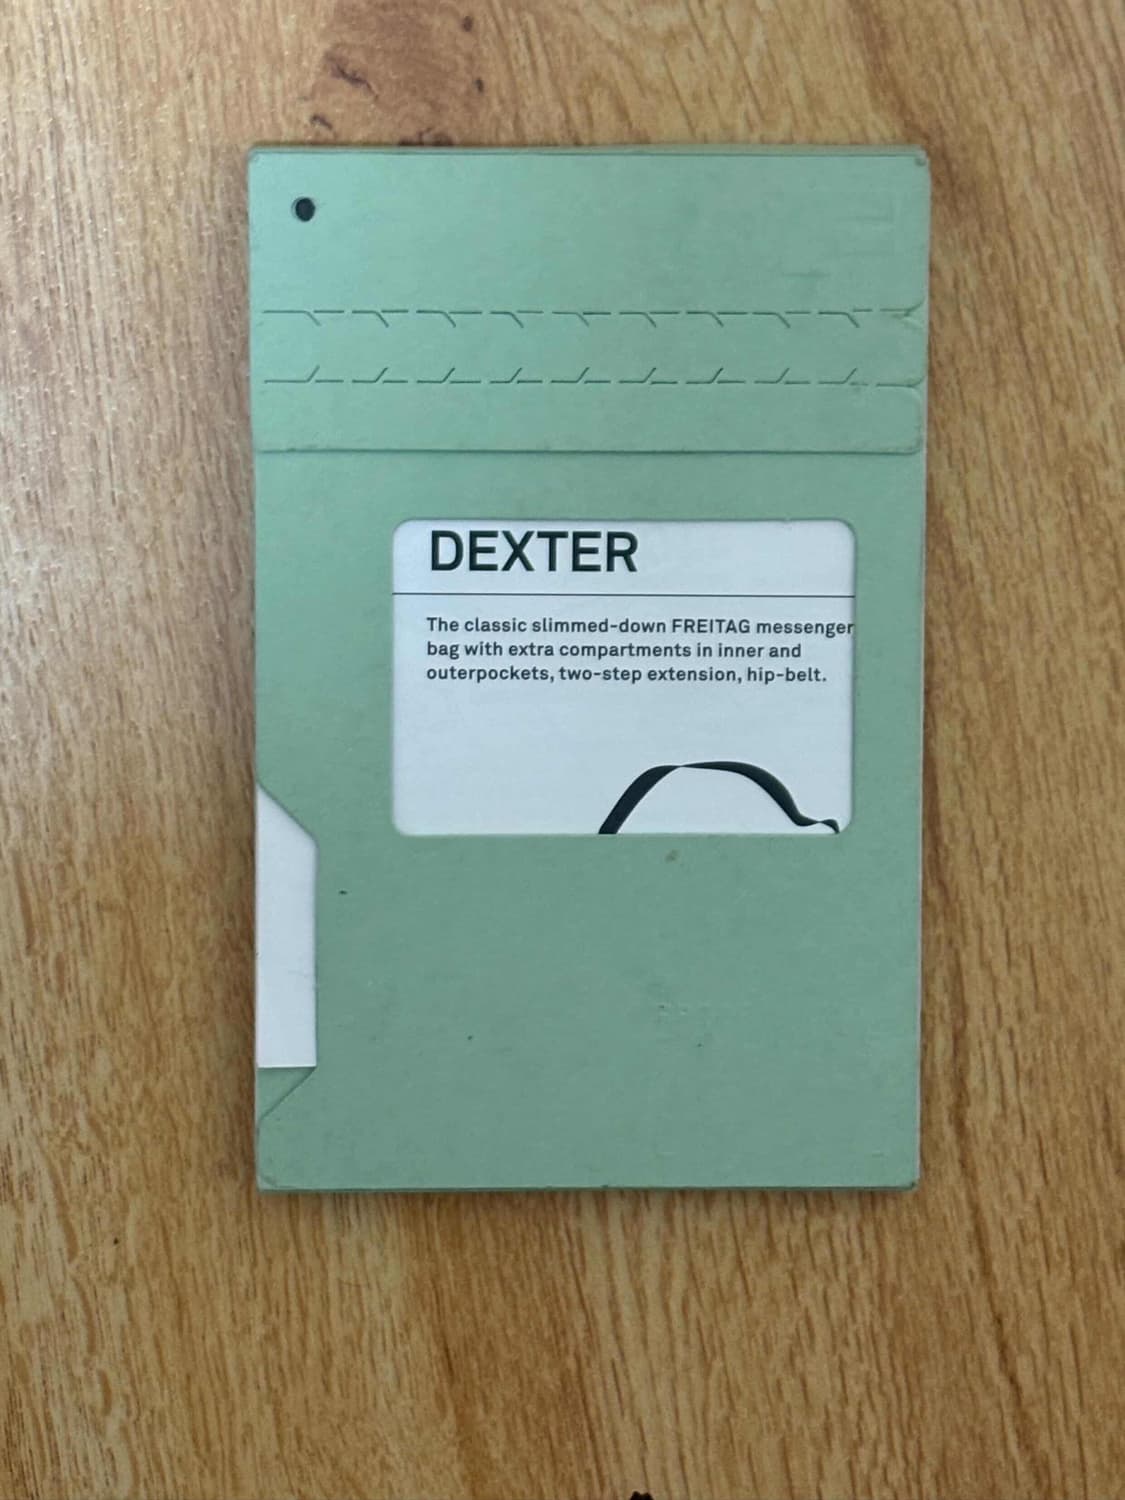 DEXTER
The classic slimmed-down FREITAG messenger
bag with extra compartments in inner and
outerpockets, two-step extension, hip-belt.